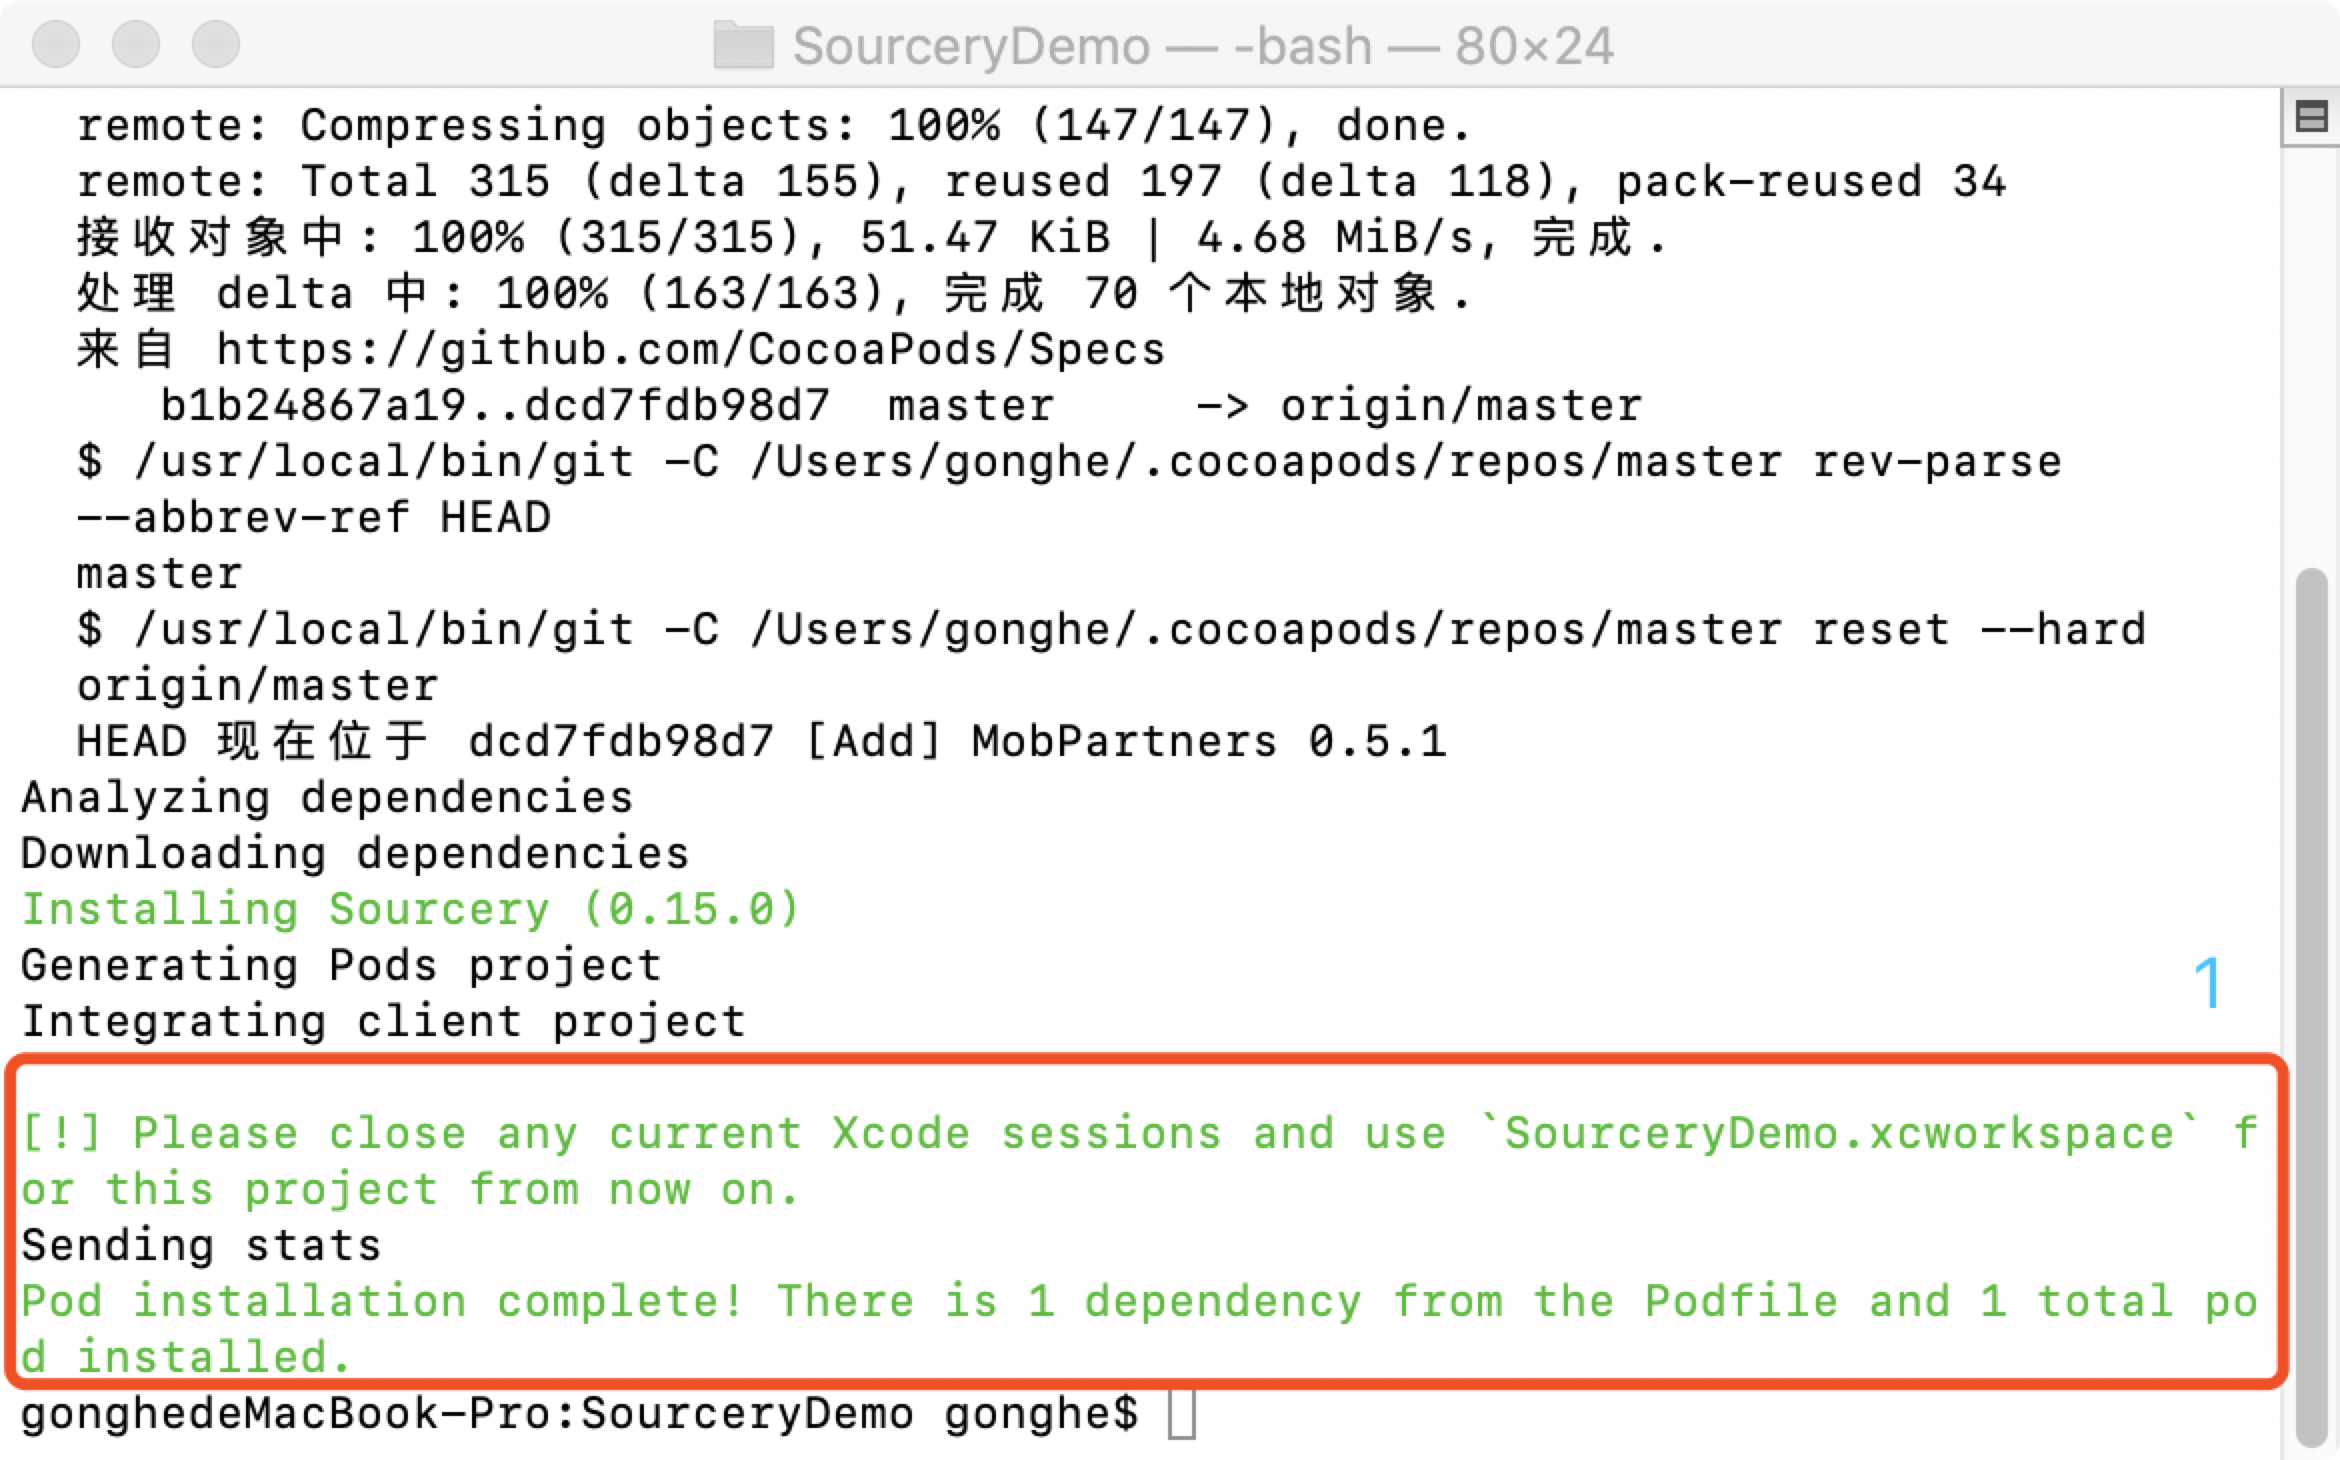 SourceryDemo — -bash — 80×24
remote: Compressing objects: 100% (147/147), done.
remote: Total 315 (delta 155), reused 197 (delta 118), pack-reused 34
接收对象中: 100% (315/315), 51.47 KiB | 4.68 MiB/s, 完成.
处理 delta 中: 100% (163/163), 完成 70 个本地对象.
来自 https://github.com/CocoaPods/Specs
b1b24867a19..dcd7fdb98d7  master     -> origin/master
$ /usr/local/bin/git -C /Users/gonghe/.cocoapods/repos/master rev-parse
--abbrev-ref HEAD
master
$ /usr/local/bin/git -C /Users/gonghe/.cocoapods/repos/master reset --hard
origin/master
HEAD 现在位于 dcd7fdb98d7 [Add] MobPartners 0.5.1
Analyzing dependencies
Downloading dependencies
Installing Sourcery (0.15.0)
Generating Pods project
1
Integrating client project
[!] Please close any current Xcode sessions and use `SourceryDemo.xcworkspace` f
or this project from now on.
Sending stats
Pod installation complete! There is 1 dependency from the Podfile and 1 total po
d installed.
gonghedeMacBook-Pro:SourceryDemo gonghe$